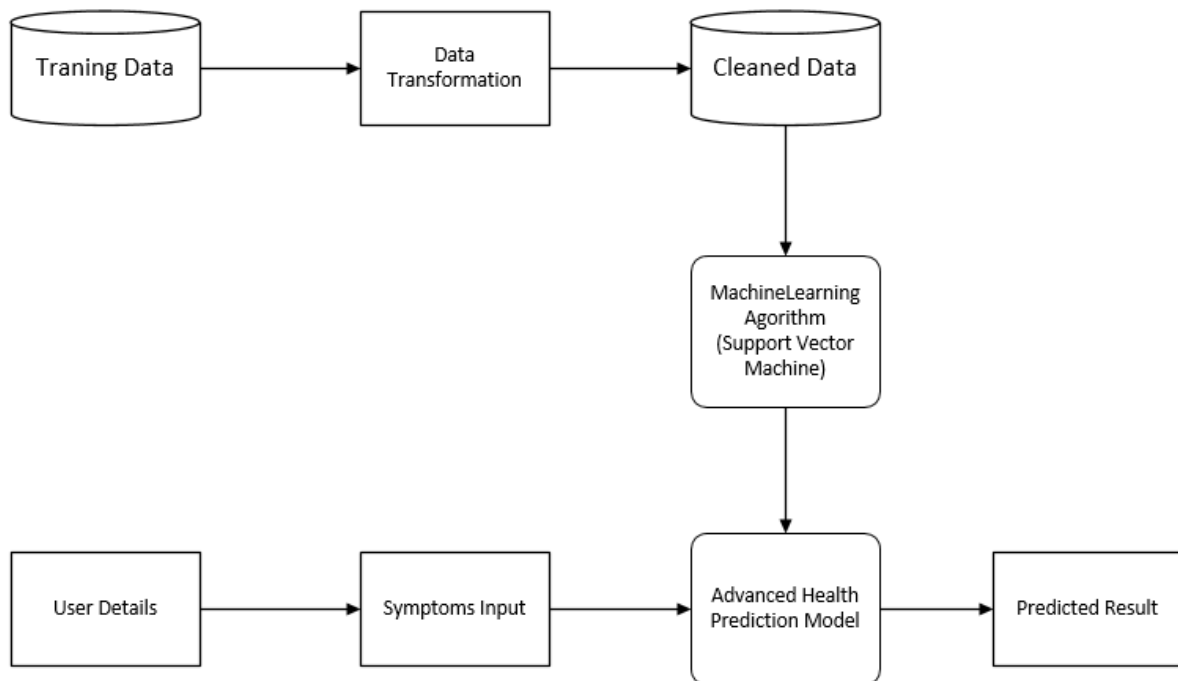 Traning Data
Data
Transformation
Cleaned Data
MachineLearning
Agorithm
(Support Vector
Machine)
User Details
Symptoms Input
Advanced Health
Prediction Model
Predicted Result